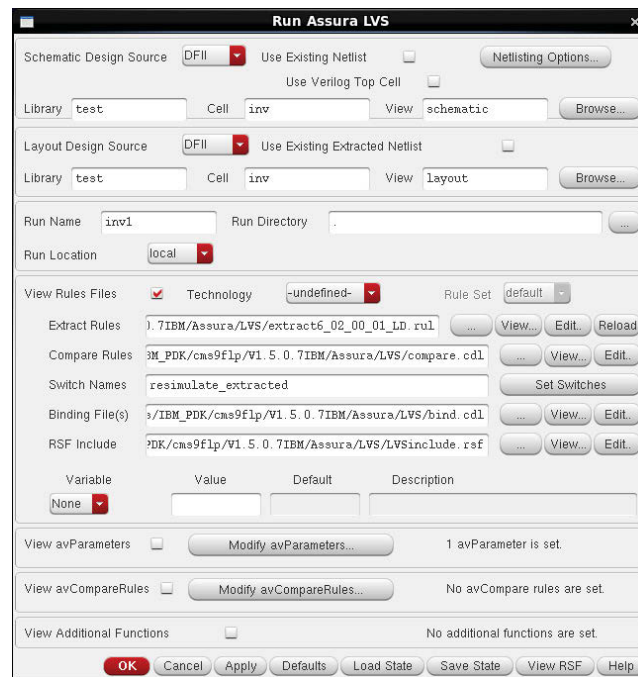 Run Assura LVS
Schematic Design Source DFII Use Existing Netlist Netlisting Options...
Use Verilog Top Cell
Library test Cell inv View schematic Browse...
Layout Design Source DFII Use Existing Extracted Netlist
Library test Cell inv View layout Browse...
Run Name inv1 Run Directory . ...
Run Location local
View Rules Files Technology -undefined- Rule Set default
Extract Rules ).7IBM/Assura/LVS/extract6_02_00_01_LD.rul ... View... Edit.. Reload
Compare Rules BM_PDK/cms9flp/V1.5.0.7IBM/Assura/LVS/compare.cdl ... View... Edit..
Switch Names resimulate_extracted Set Switches
Binding File(s) s/IBM_PDK/cms9flp/V1.5.0.7IBM/Assura/LVS/bind.cdl ... View... Edit..
RSF Include PDK/cms9flp/V1.5.0.7IBM/Assura/LVS/LVSinclude.rsf ... View... Edit..
Variable Value Default Description
None
View avParameters Modify avParameters... 1 avParameter is set.
View avCompareRules Modify avCompareRules... No avCompare rules are set.
View Additional Functions No additional functions are set.
OK Cancel Apply Defaults Load State Save State View RSF Help